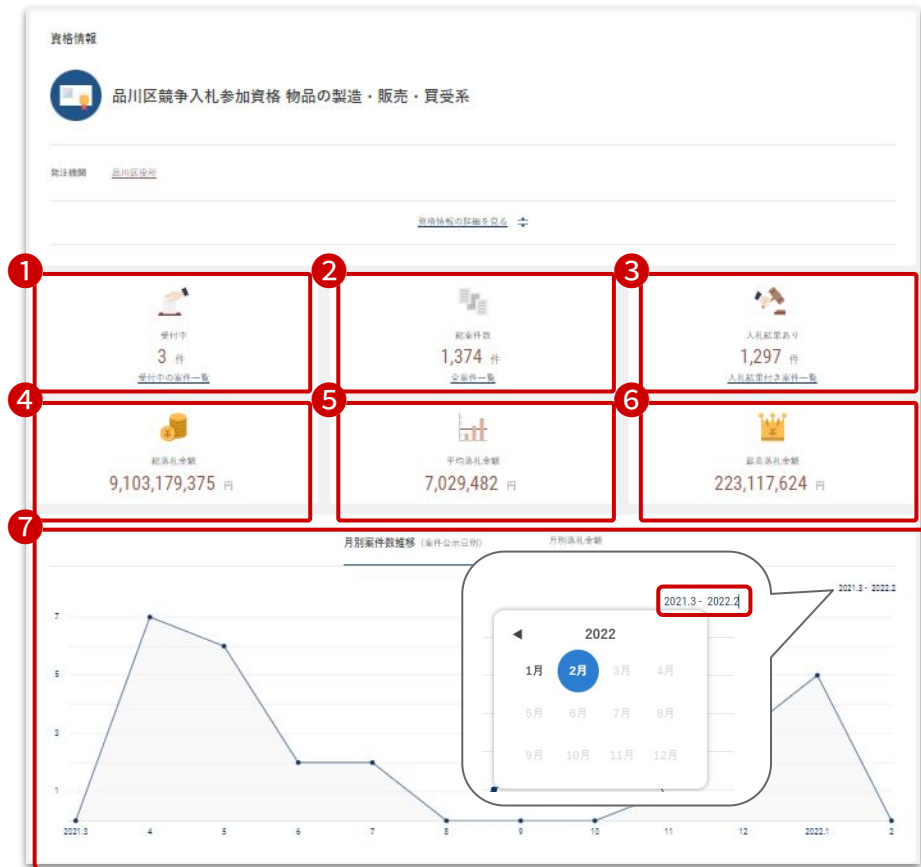 資格情報
品川区競争入札参加資格 物品の製造・販売・買受系
発注機関 品川区役所
資格情報の詳細を見る
1 2 3
受付中 総案件数 入札結果あり
3 件 1,374 件 1,297 件
受付中の案件一覧 全案件一覧 入札結果付き案件一覧
4 5 6
総落札金額 平均落札金額 最高落札金額
9,103,179,375 円 7,029,482 円 223,117,624 円
7
月別案件数推移 (案件公示日別) 月別落札金額
2021.3 - 2022.2
2021.3 - 2022.2
◀ 2022
1月 2月 3月 4月
5月 6月 7月 8月
9月 10月 11月 12月
7
5
3
1
2021.3 4 5 6 7 8 9 10 11 12 2022.1 2